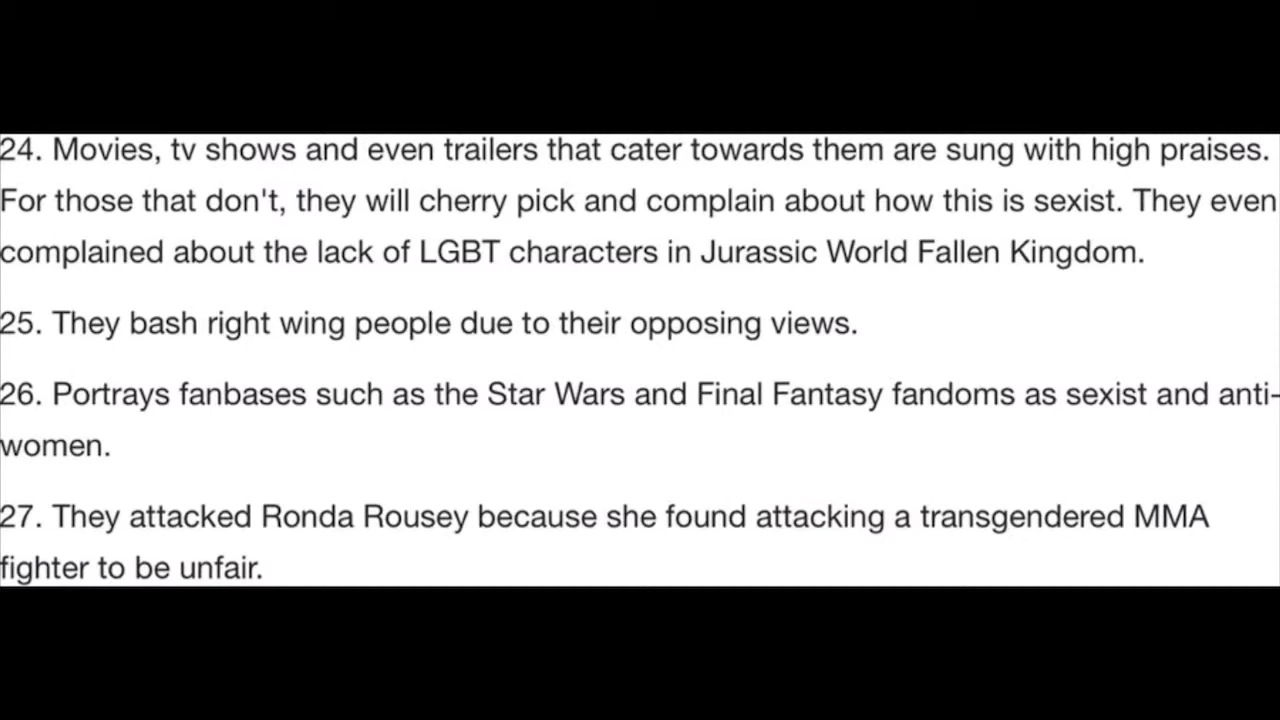 24. Movies, tv shows and even trailers that cater towards them are sung with high praises.
For those that don't, they will cherry pick and complain about how this is sexist. They even
complained about the lack of LGBT characters in Jurassic World Fallen Kingdom.
25. They bash right wing people due to their opposing views.
26. Portrays fanbases such as the Star Wars and Final Fantasy fandoms as sexist and anti-
women.
27. They attacked Ronda Rousey because she found attacking a transgendered MMA
fighter to be unfair.